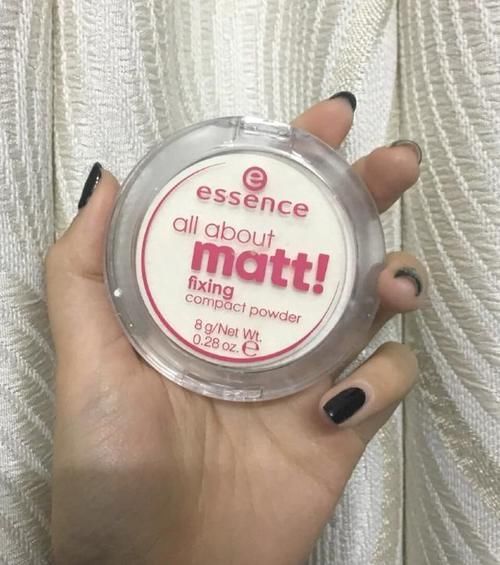 e
essence
all about
matt!
fixing
compact powder
8 g/Net Wt.
0.28 oz. ℮